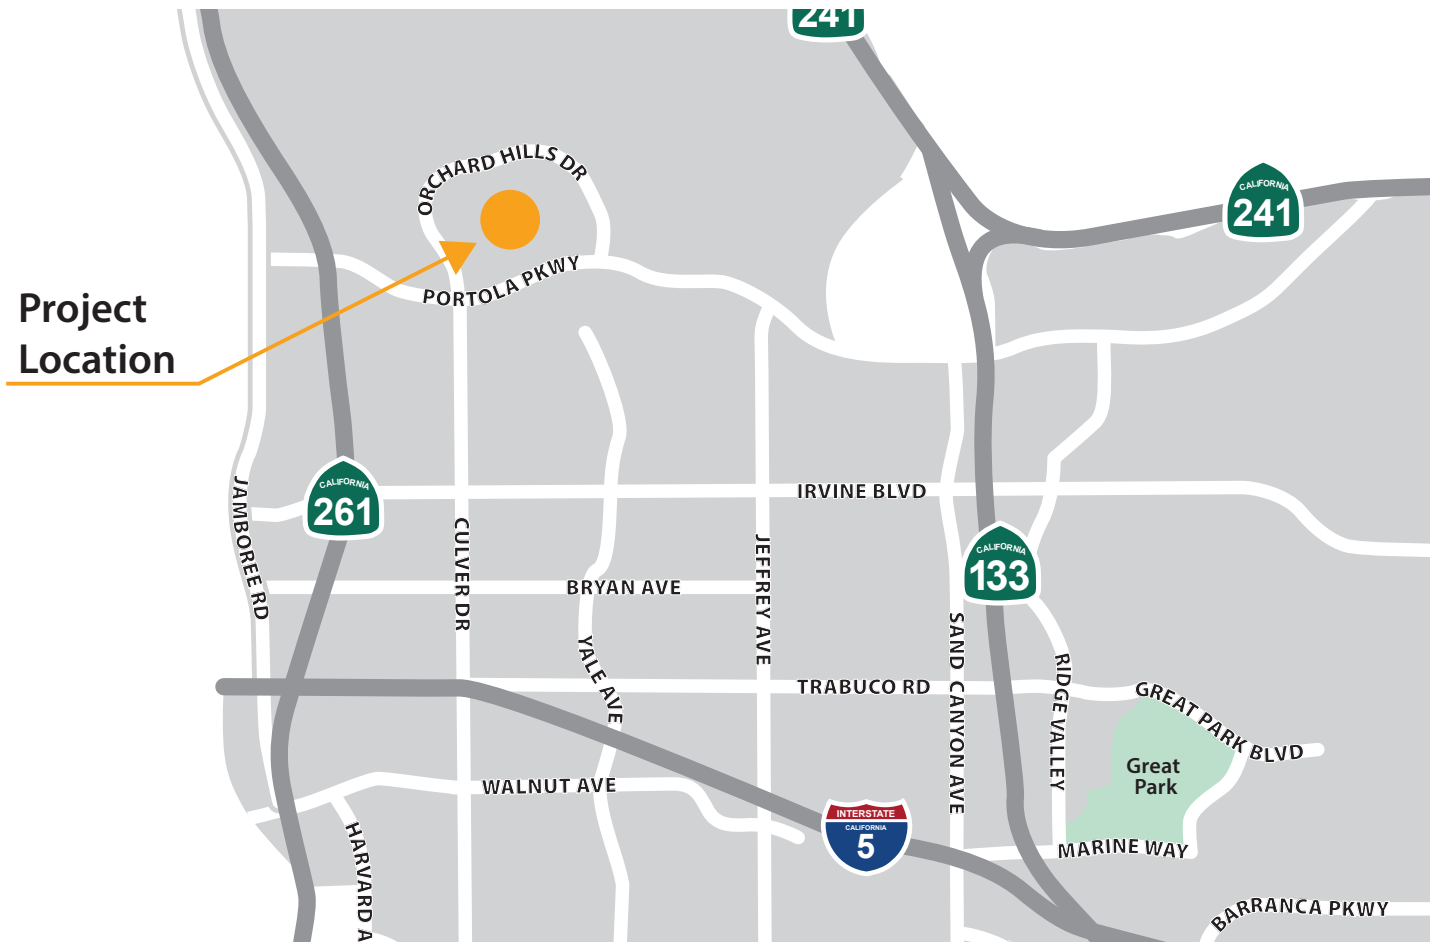 241
ORCHARD HILLS DR
CALIFORNIA
241
PORTOLA PKWY
Project
Location
CALIFORNIA
261
IRVINE BLVD
JAMBOREE RD
CULVER DR
JEFFREY AVE
CALIFORNIA
133
BRYAN AVE
YALE AVE
SAND CANYON AVE
RIDGE VALLEY
TRABUCO RD
GREAT PARK BLVD
Great
Park
WALNUT AVE
INTERSTATE
CALIFORNIA
5
HARVARD A
MARINE WAY
BARRANCA PKWY